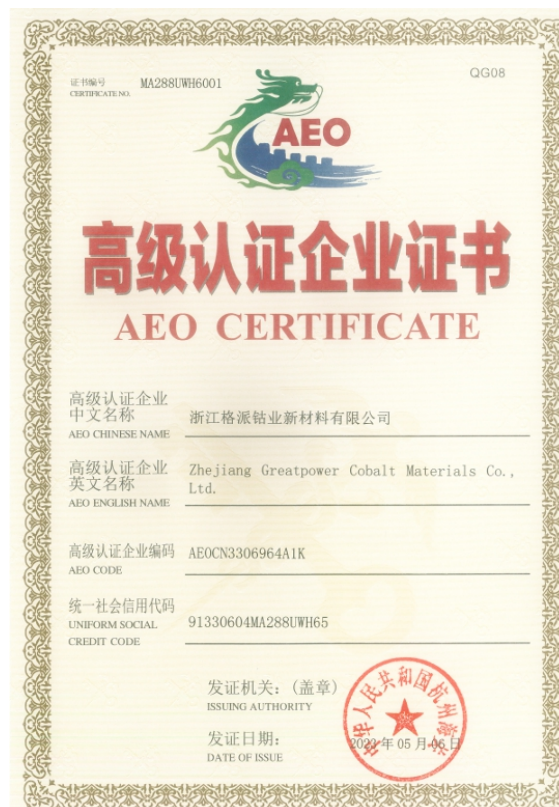 证书编号 MA288UWH6001
CERTIFICATE NO.
QG08
AEO
高级认证企业证书
AEO CERTIFICATE
高级认证企业
中文名称 浙江格派钴业新材料有限公司
AEO CHINESE NAME
高级认证企业 Zhejiang Greatpower Cobalt Materials Co.,
英文名称 Ltd.
AEO ENGLISH NAME
高级认证企业编码 AEOCN3306964A1K
AEO CODE
统一社会信用代码
UNIFORM SOCIAL 91330604MA288UWH65
CREDIT CODE
发证机关：(盖章)
ISSUING AUTHORITY
中华人民共和国杭州海关
发证日期： 2022 年 05 月 06 日
DATE OF ISSUE